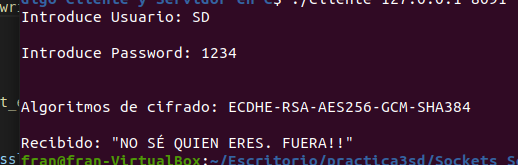 digo Cliente y Servidor en C$ ./cliente 127.0.0.1 8091
Introduce Usuario: SD
Introduce Password: 1234
Algoritmos de cifrado: ECDHE-RSA-AES256-GCM-SHA384
Recibido: "NO SÉ QUIEN ERES. FUERA!!"
fran@fran-VirtualBox:~/Escritorio/practica3sd/Sockets S